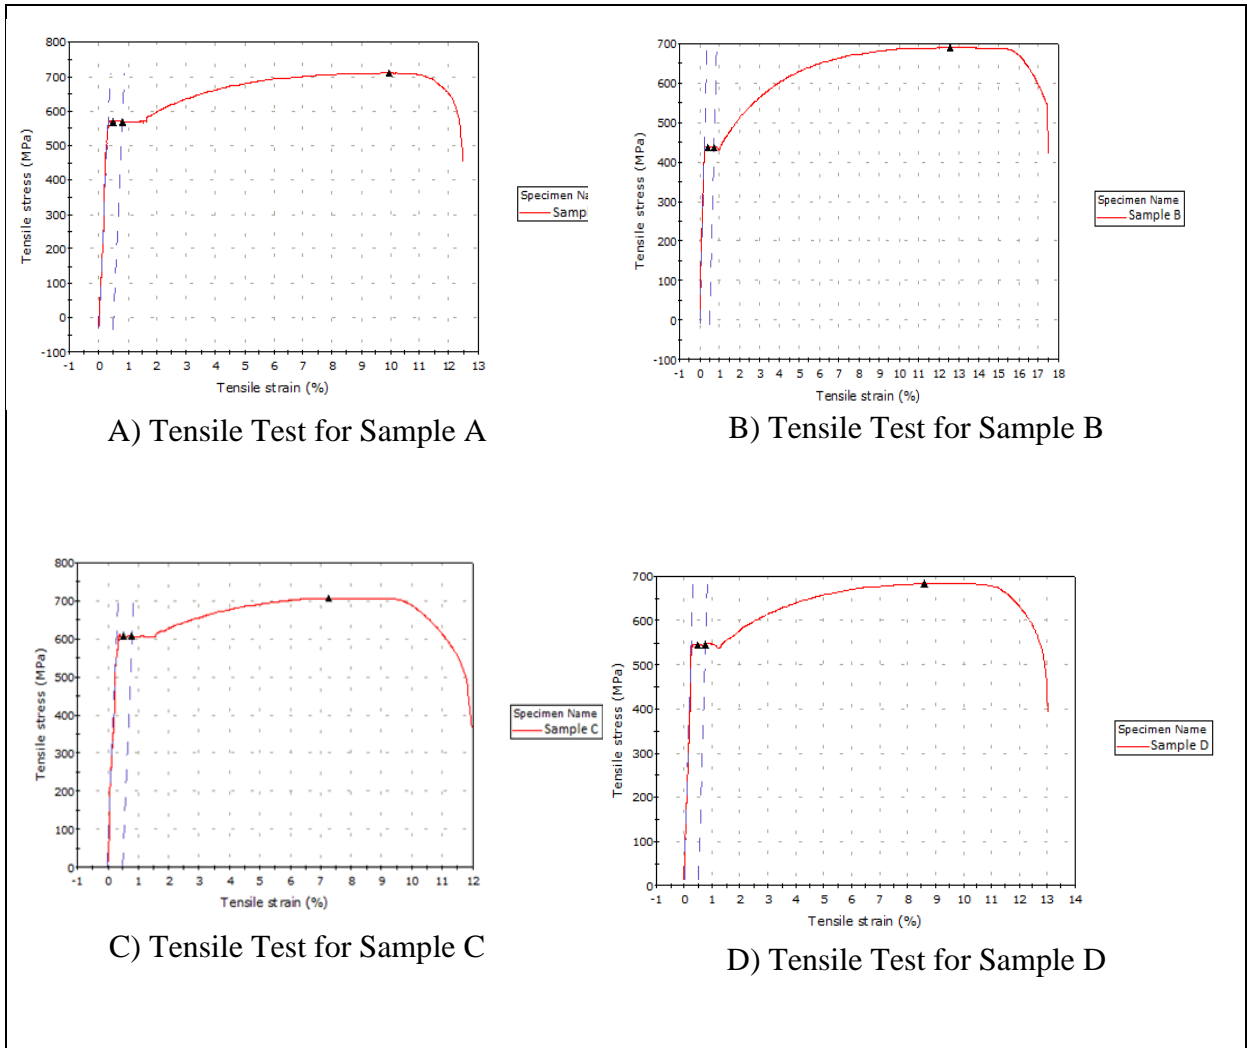 800
700
600
500
400
300
200
100
0
-100
Tensile stress (MPa)
-1 0 1 2 3 4 5 6 7 8 9 10 11 12 13
Tensile strain (%)
Specimen Na
Samp
A) Tensile Test for Sample A
700
600
500
400
300
200
100
0
-100
Tensile stress (MPa)
-1 0 1 2 3 4 5 6 7 8 9 10 11 12 13 14 15 16 17 18
Tensile strain (%)
Specimen Name
Sample B
B) Tensile Test for Sample B
800
700
600
500
400
300
200
100
0
Tensile stress (MPa)
-1 0 1 2 3 4 5 6 7 8 9 10 11 12
Tensile strain (%)
Specimen Name
Sample C
C) Tensile Test for Sample C
700
600
500
400
300
200
100
0
Tensile stress (MPa)
-1 0 1 2 3 4 5 6 7 8 9 10 11 12 13 14
Tensile strain (%)
Specimen Name
Sample D
D) Tensile Test for Sample D